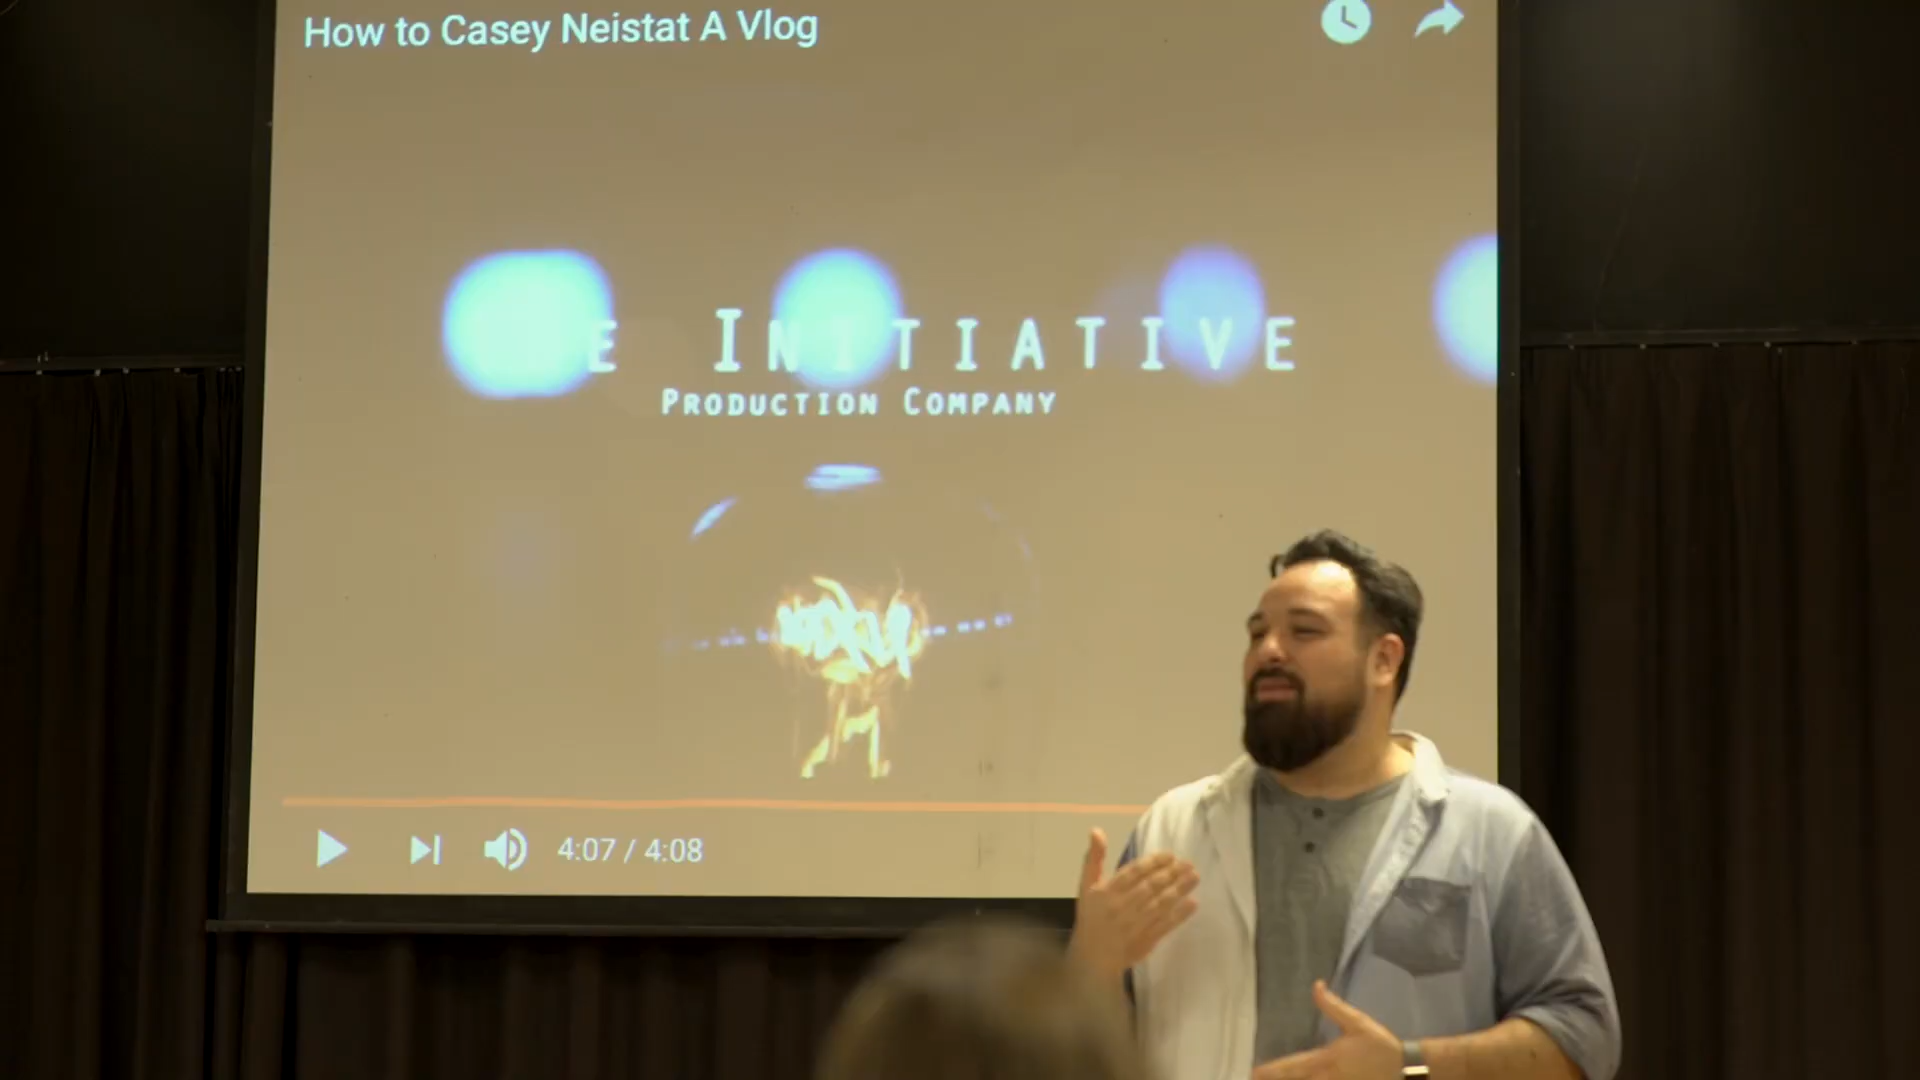 How to Casey Neistat A Vlog
E INITIATIVE
PRODUCTION COMPANY
4:07 / 4:08